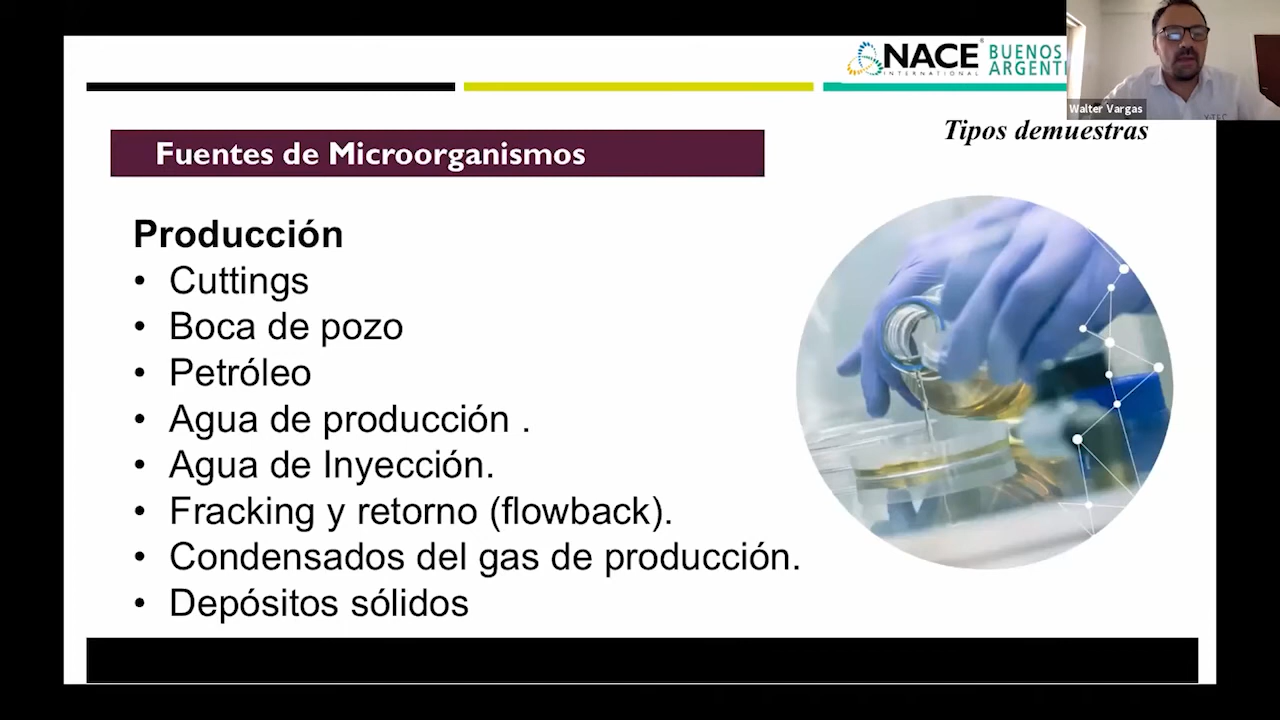 NACE
INTERNATIONAL
BUENOS
ARGENTI
Walter Vargas
Tipos demuestras
Fuentes de Microorganismos
Producción
• Cuttings
• Boca de pozo
• Petróleo
• Agua de producción .
• Agua de Inyección.
• Fracking y retorno (flowback).
• Condensados del gas de producción.
• Depósitos sólidos